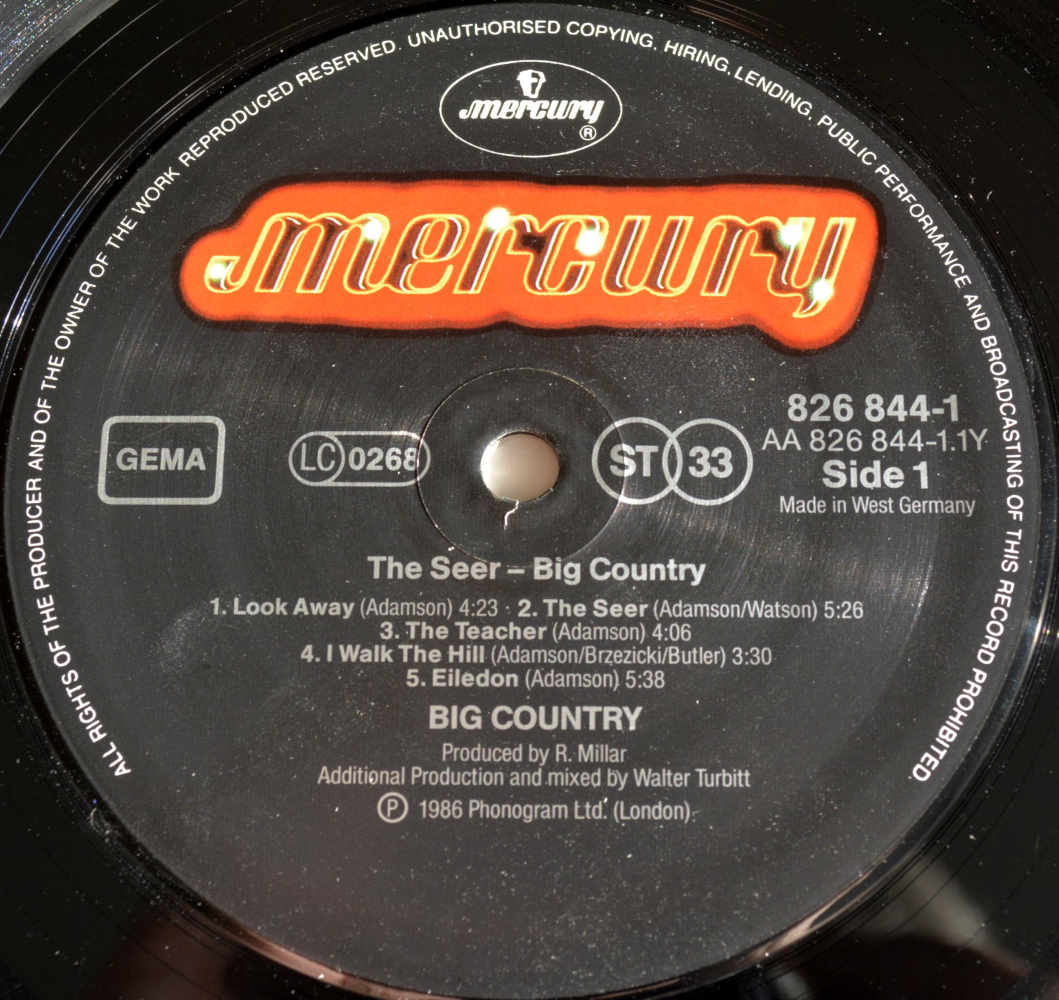 ALL RIGHTS OF THE PRODUCER AND OF THE OWNER OF THE WORK REPRODUCED RESERVED. UNAUTHORISED COPYING, HIRING, LENDING, PUBLIC PERFORMANCE AND BROADCASTING OF THIS RECORD PROHIBITED.
mercury
®
mercury
GEMA
LC 0268
ST 33
826 844-1
AA 826 844-1.1Y
Side 1
Made in West Germany
The Seer – Big Country
1. Look Away (Adamson) 4:23 · 2. The Seer (Adamson/Watson) 5:26
3. The Teacher (Adamson) 4:06
4. I Walk The Hill (Adamson/Brzezicki/Butler) 3:30
5. Eiledon (Adamson) 5:38
BIG COUNTRY
Produced by R. Millar
Additional Production and mixed by Walter Turbitt
Ⓟ 1986 Phonogram Ltd. (London)